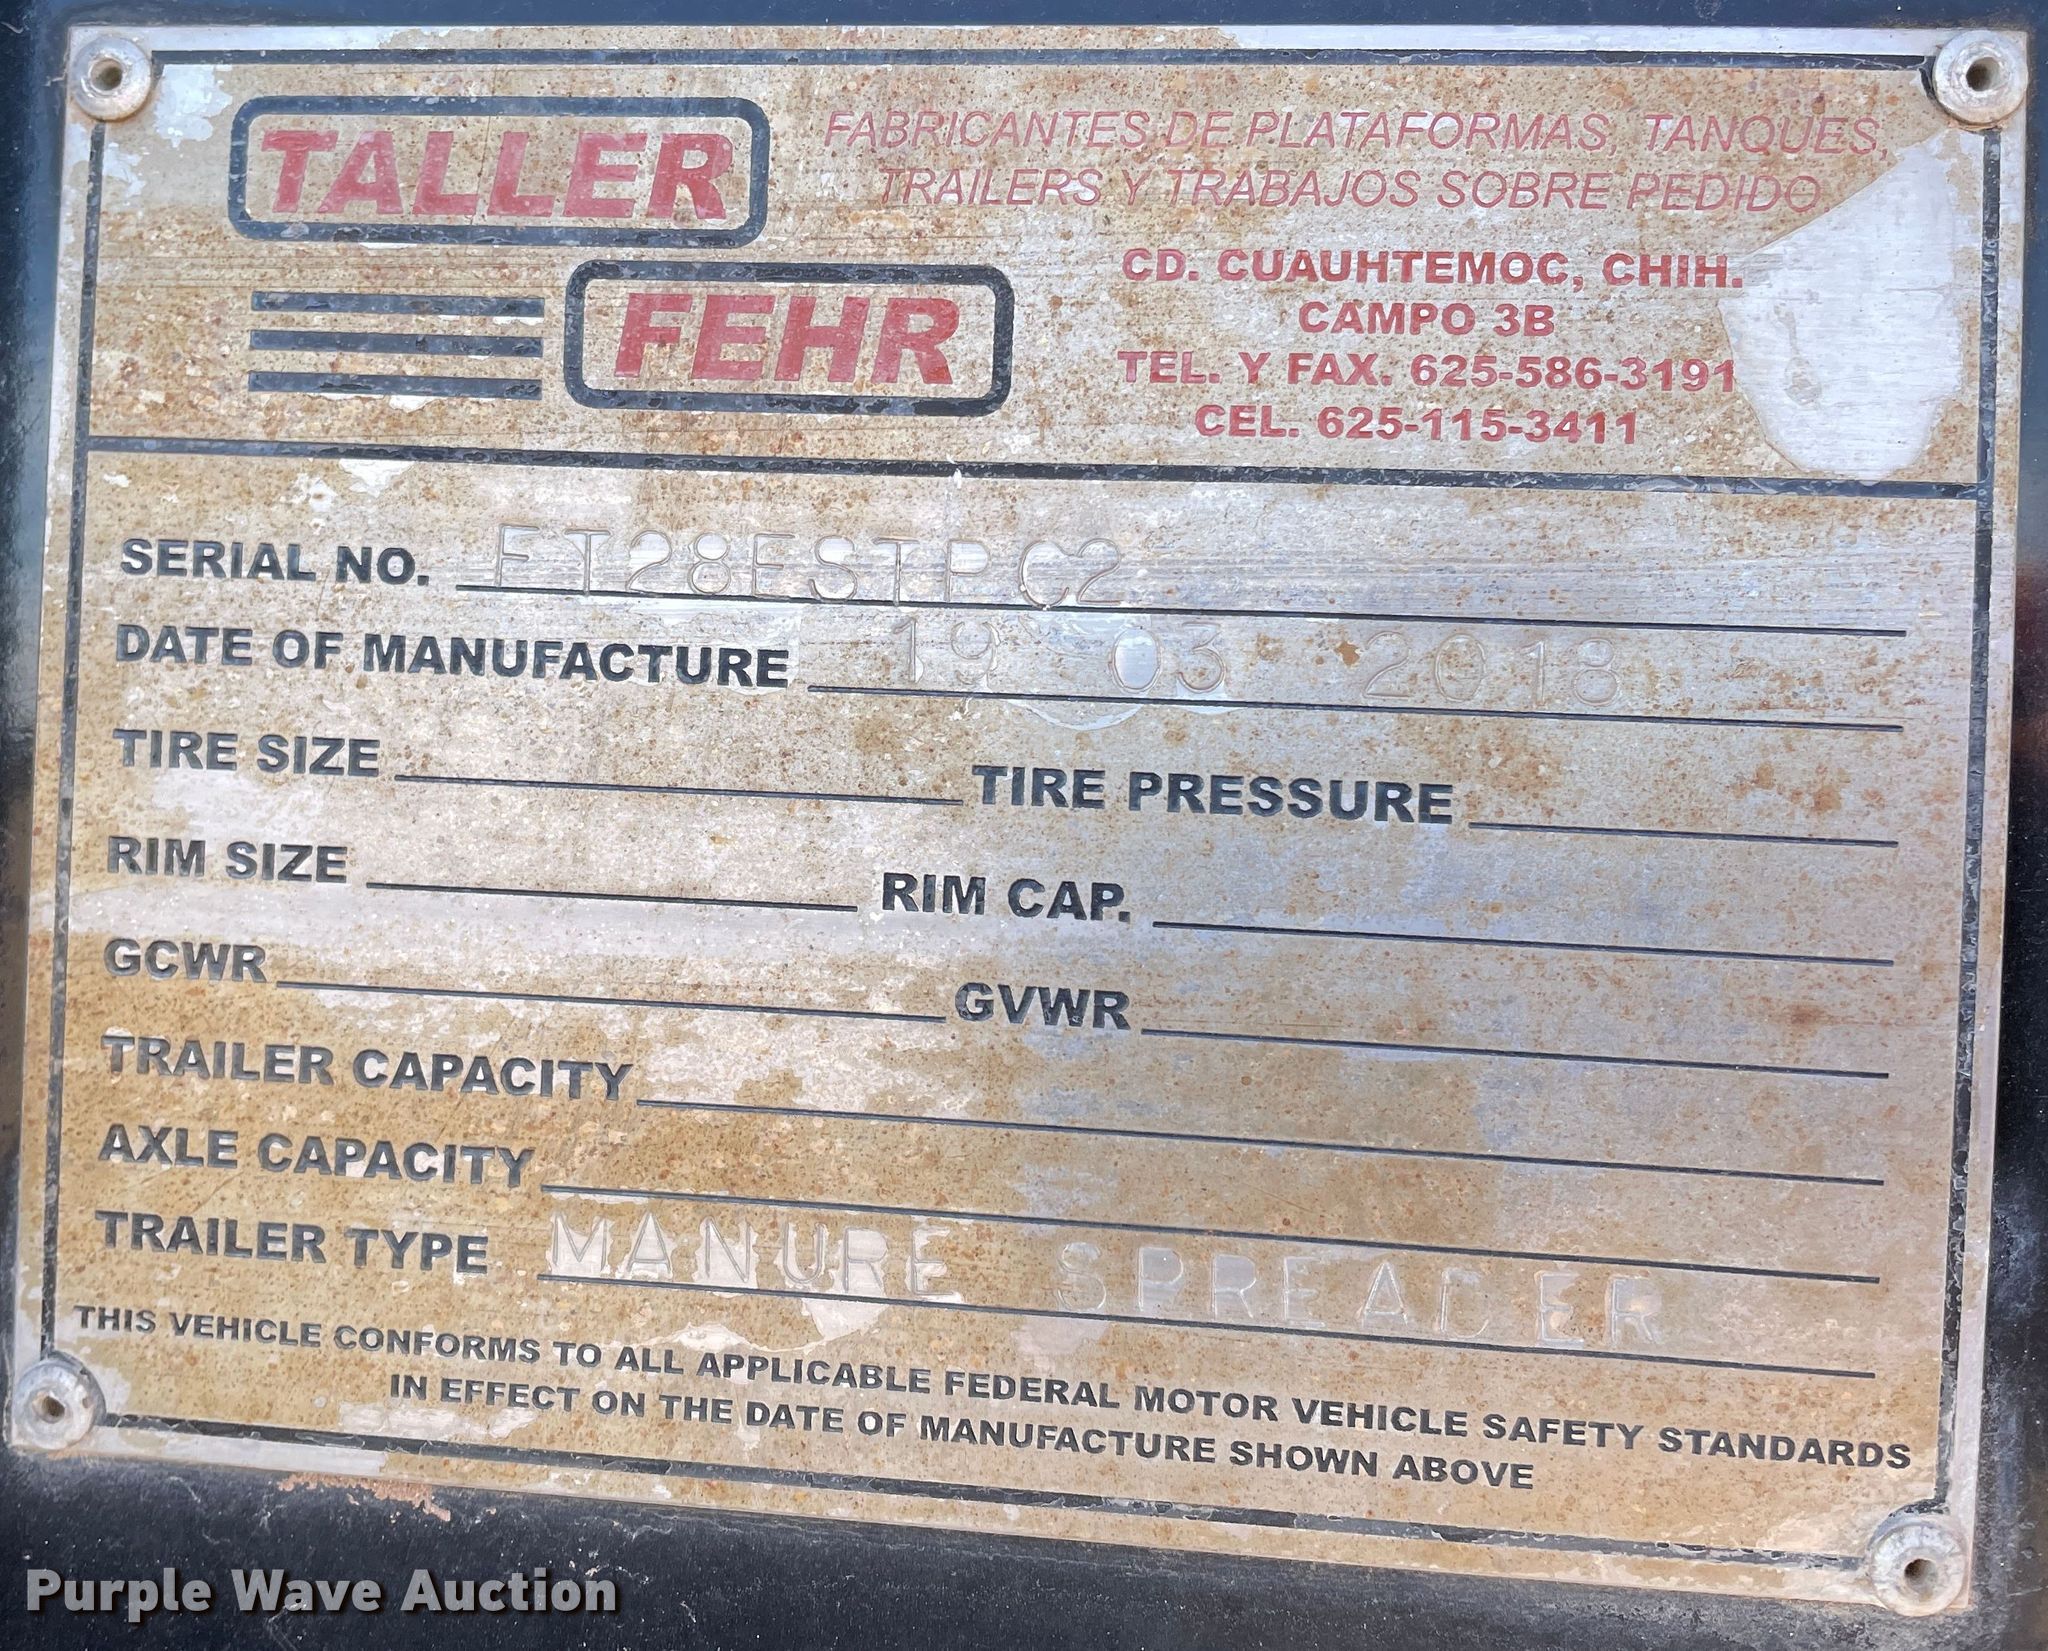 TALLER
FEHR
FABRICANTES DE PLATAFORMAS, TANQUES,
TRAILERS Y TRABAJOS SOBRE PEDIDO
CD. CUAUHTEMOC, CHIH.
CAMPO 3B
TEL. Y FAX. 625-586-3191
CEL. 625-115-3411
SERIAL NO. FT28ESTPC2
DATE OF MANUFACTURE 19 03 2018
TIRE SIZE TIRE PRESSURE
RIM SIZE RIM CAP.
GCWR GVWR
TRAILER CAPACITY
AXLE CAPACITY
TRAILER TYPE MANURE SPREADER
THIS VEHICLE CONFORMS TO ALL APPLICABLE FEDERAL MOTOR VEHICLE SAFETY STANDARDS
IN EFFECT ON THE DATE OF MANUFACTURE SHOWN ABOVE
Purple Wave Auction